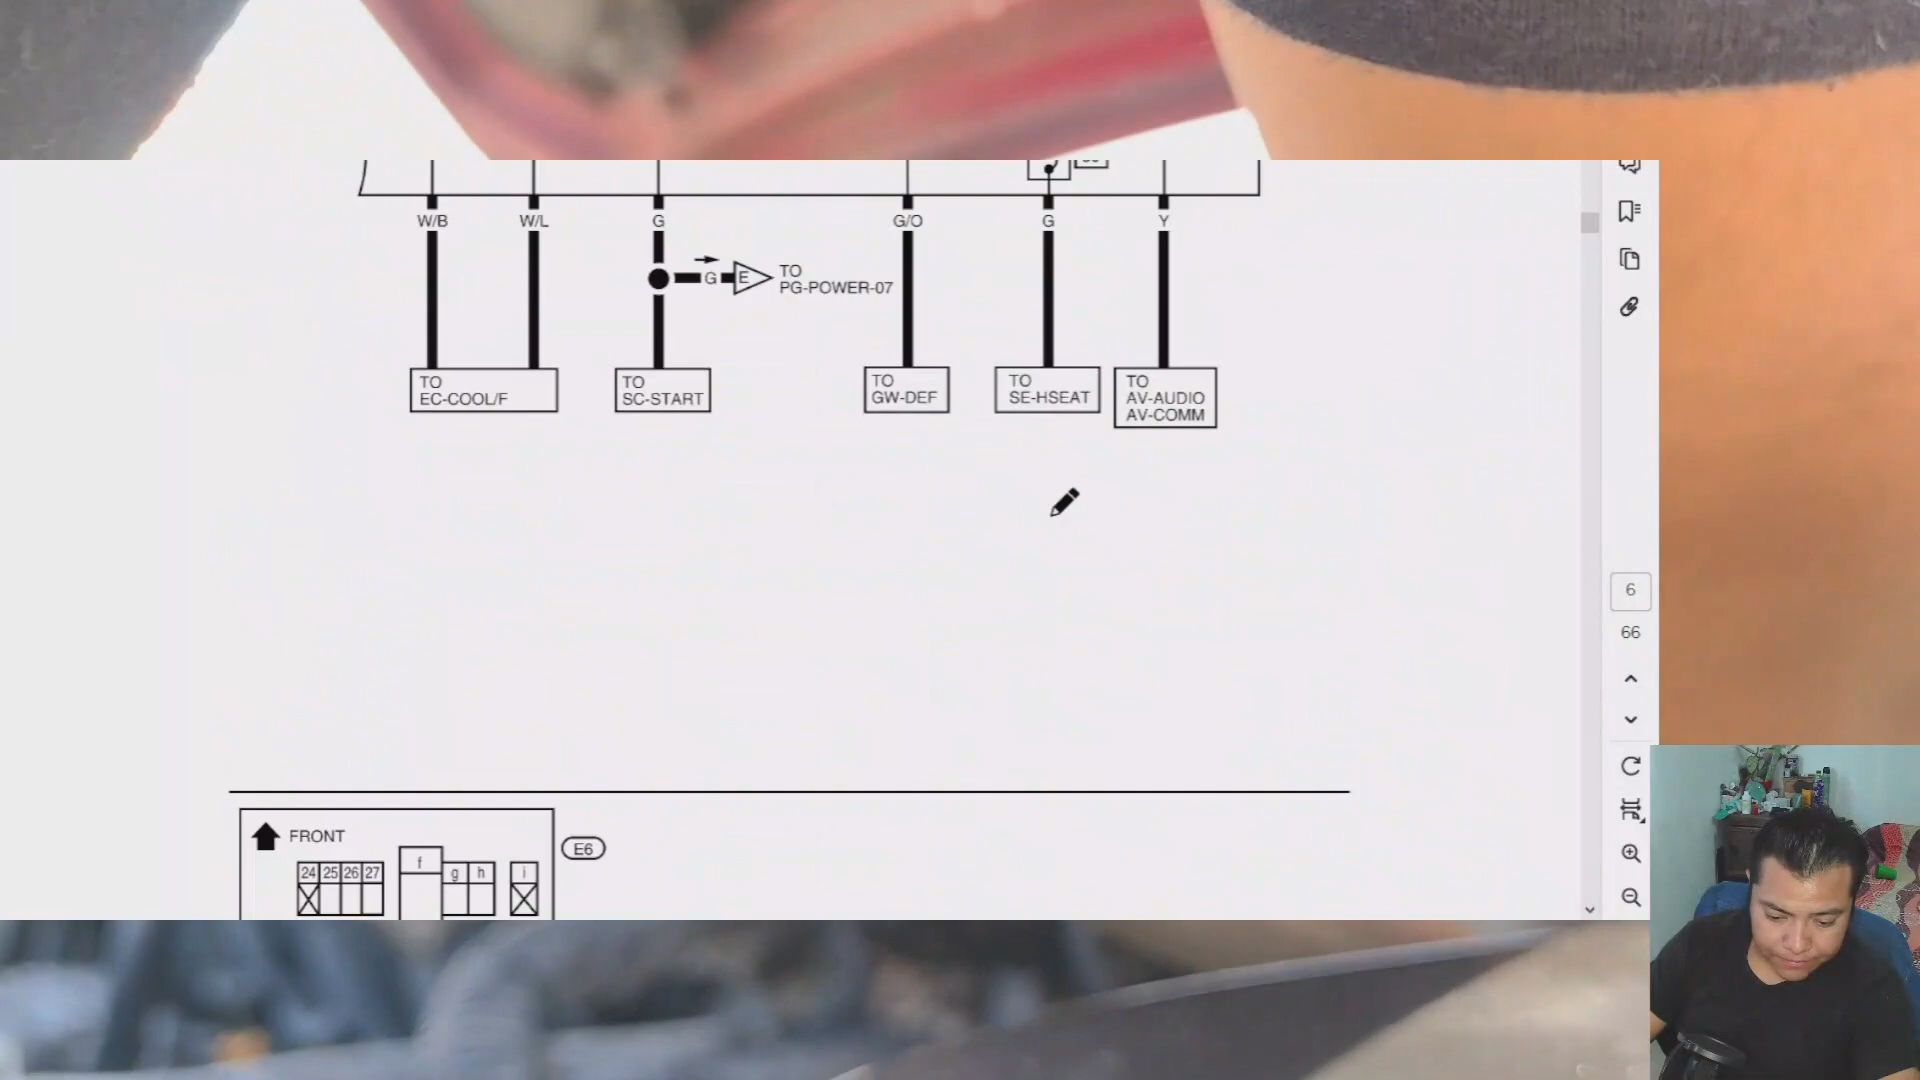 W/B W/L G G/O G Y
G E TO
PG-POWER-07
TO
EC-COOL/F
TO
SC-START
TO
GW-DEF
TO
SE-HSEAT
TO
AV-AUDIO
AV-COMM
6
66
FRONT
E6
f
24 25 26 27 g h i